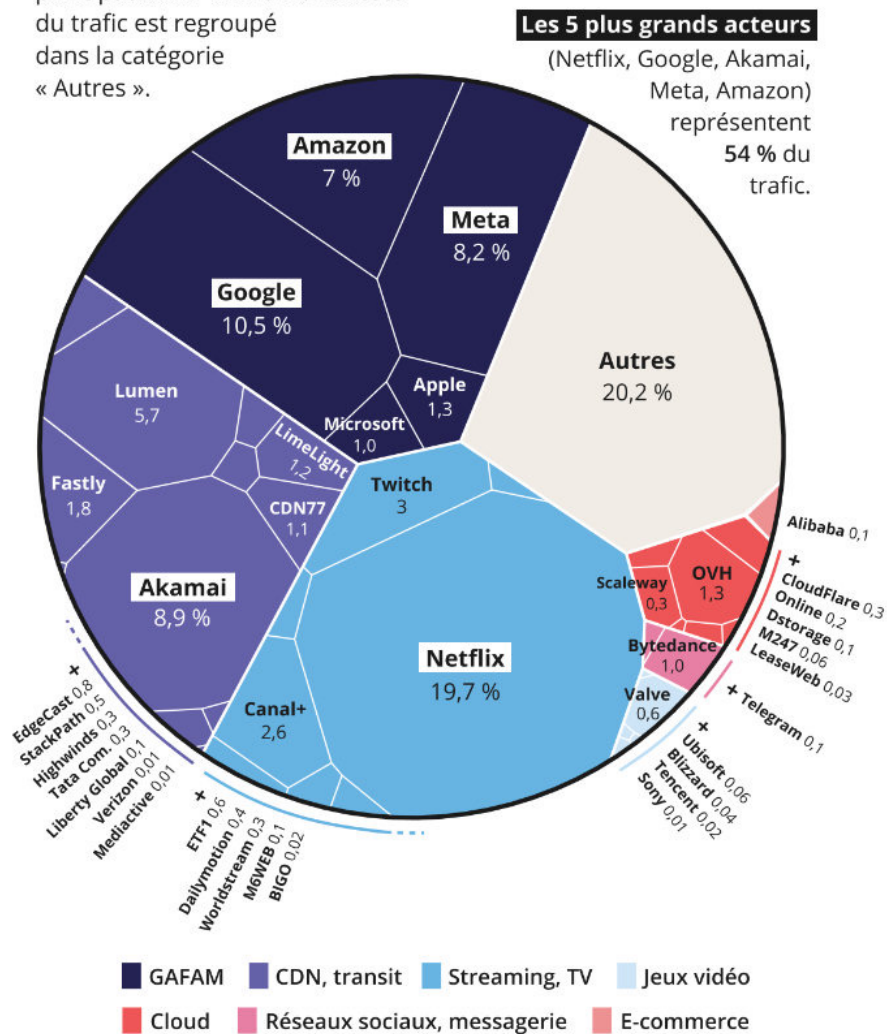 du trafic est regroupé
dans la catégorie
« Autres ».
Les 5 plus grands acteurs
(Netflix, Google, Akamai,
Meta, Amazon)
représentent
54 % du
trafic.
Amazon
7 %
Meta
8,2 %
Google
10,5 %
Apple
1,3
Microsoft
1,0
Autres
20,2 %
Lumen
5,7
LimeLight
1,2
Fastly
1,8
CDN77
1,1
Akamai
8,9 %
Twitch
3
Netflix
19,7 %
Canal+
2,6
Scaleway
0,3
OVH
1,3
Bytedance
1,0
Valve
0,6
Alibaba 0,1
+
CloudFlare 0,3
Online 0,2
Dstorage 0,1
M247 0,06
LeaseWeb 0,03
+ Telegram 0,1
+
Ubisoft 0,06
Blizzard 0,04
Tencent 0,02
Sony 0,01
+
EdgeCast 0,8
StackPath 0,5
Highwinds 0,3
Tata Com. 0,3
Liberty Global 0,1
Verizon 0,01
Mediactive 0,01
+
ETF1 0,6
Dailymotion 0,4
Worldstream 0,3
M6WEB 0,1
BIGO 0,02
GAFAM CDN, transit Streaming, TV Jeux vidéo
Cloud Réseaux sociaux, messagerie E-commerce